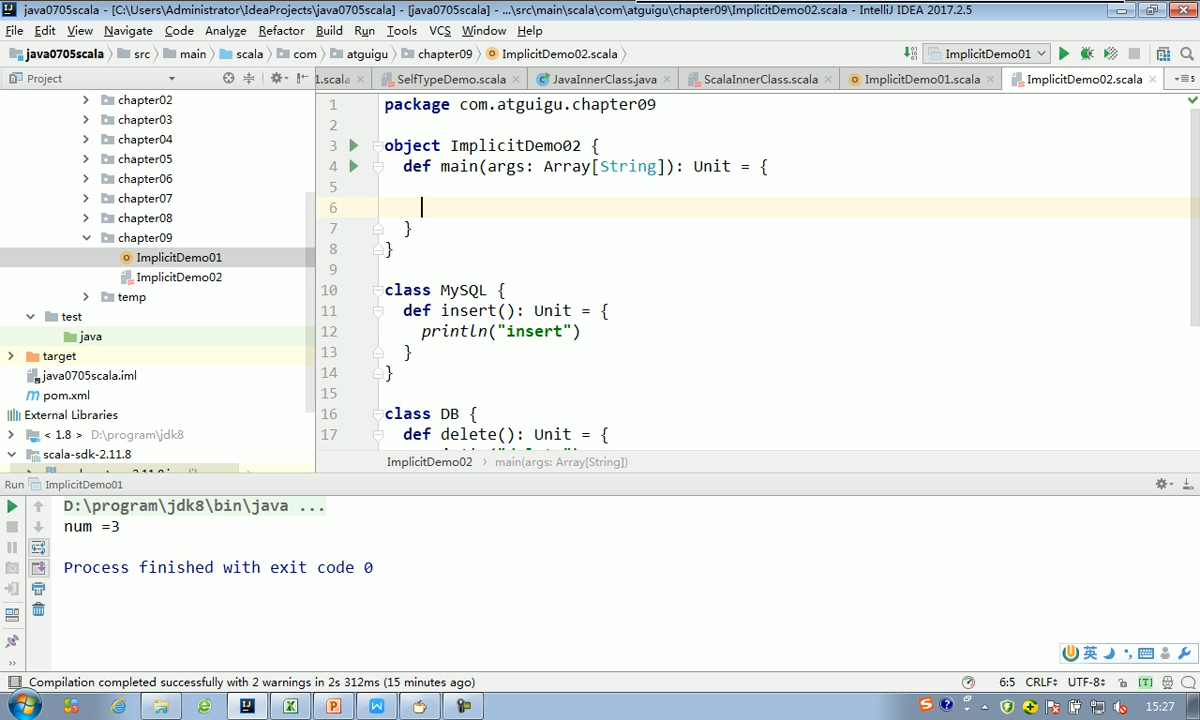 java0705scala - [C:\Users\Administrator\IdeaProjects\java0705scala] - [java0705scala] - ...\src\main\scala\com\atguigu\chapter09\ImplicitDemo02.scala - IntelliJ IDEA 2017.2.5
File Edit View Navigate Code Analyze Refactor Build Run Tools VCS Window Help
java0705scala src main scala com atguigu chapter09 ImplicitDemo02.scala ImplicitDemo01
Project 1.scala SelfTypeDemo.scala JavaInnerClass.java ScalaInnerClass.scala ImplicitDemo01.scala ImplicitDemo02.scala 5
chapter02
chapter03
chapter04
chapter05
chapter06
chapter07
chapter08
chapter09
ImplicitDemo01
ImplicitDemo02
temp
test
java
target
java0705scala.iml
pom.xml
External Libraries
< 1.8 > D:\program\jdk8
scala-sdk-2.11.8
1 package com.atguigu.chapter09
2
3 object ImplicitDemo02 {
4 def main(args: Array[String]): Unit = {
5
6
7 }
8 }
9
10 class MySQL {
11 def insert(): Unit = {
12 println("insert")
13 }
14 }
15
16 class DB {
17 def delete(): Unit = {
ImplicitDemo02 main(args: Array[String])
Run ImplicitDemo01
D:\program\jdk8\bin\java ...
num =3
Process finished with exit code 0
英
Compilation completed successfully with 2 warnings in 2s 312ms (15 minutes ago) 6:5 CRLF UTF-8
15:27